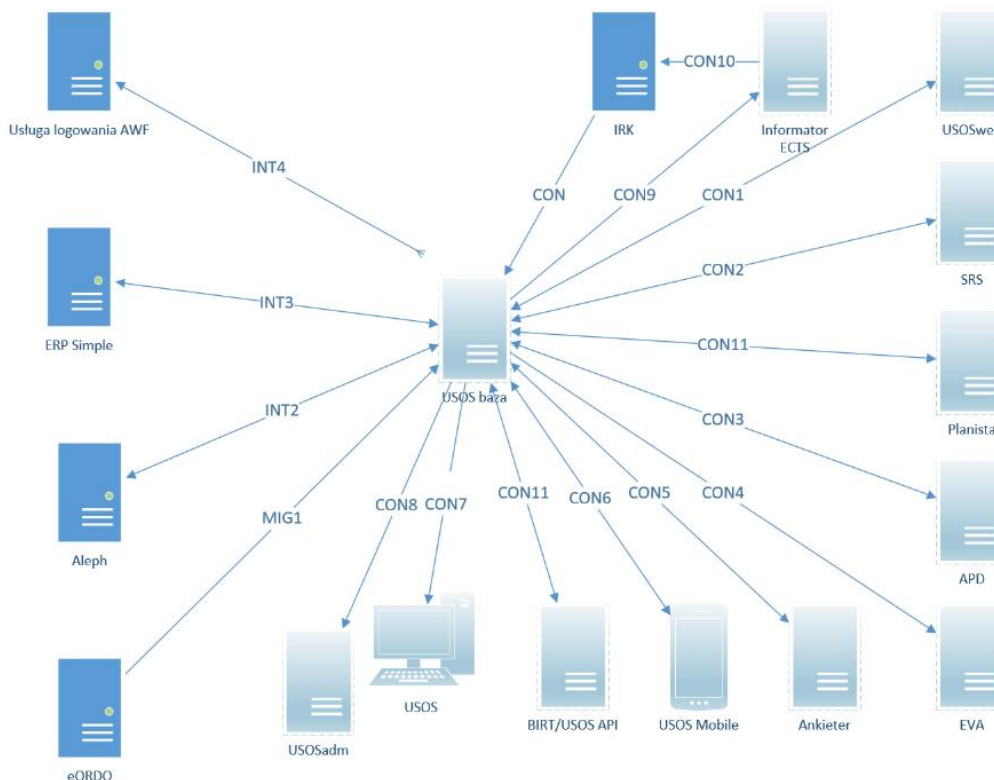 CON10
Usługa logowania AWF
IRK
Informator
ECTS
USOSwe
INT4
CON
CON9
CON1
CON2
SRS
INT3
ERP Simple
CON11
USOS baza
INT2
CON3
Planista
MIG1
CON8
CON7
CON11
CON6
CON5
CON4
Aleph
APD
USOS
BIRT/USOS API
USOS Mobile
Ankieter
EVA
USOSadm
eORDO